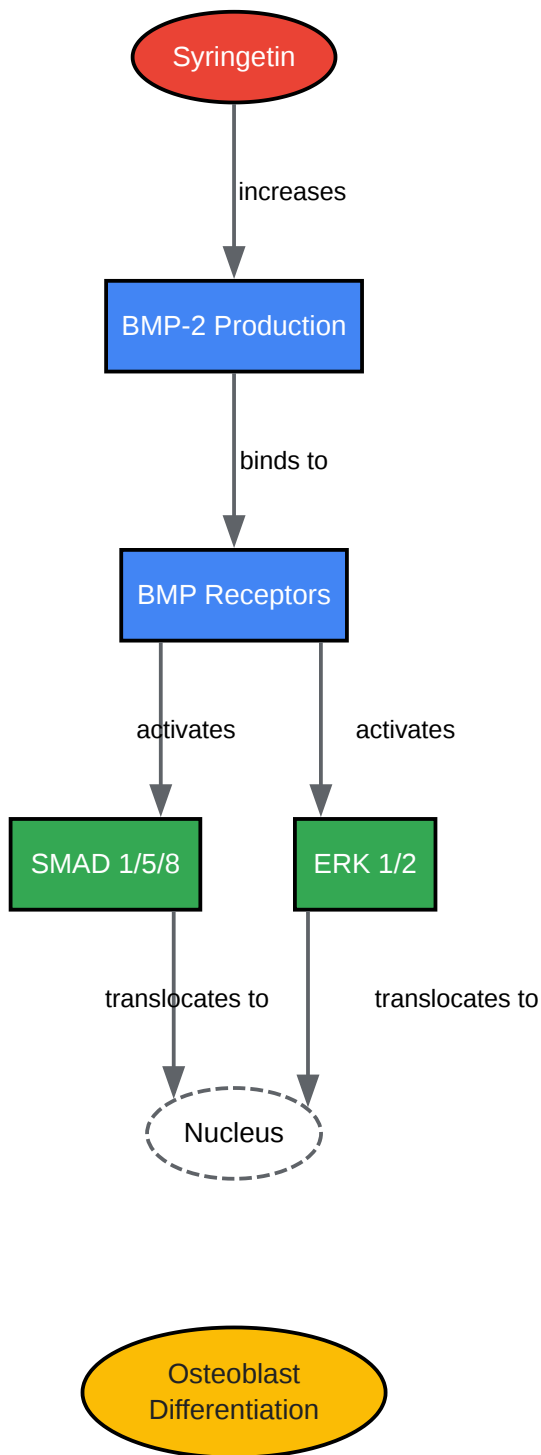 Syringetin
increases
BMP-2 Production
binds to
BMP Receptors
activates
activates
SMAD 1/5/8
ERK 1/2
translocates to
translocates to
Nucleus
Osteoblast
Differentiation